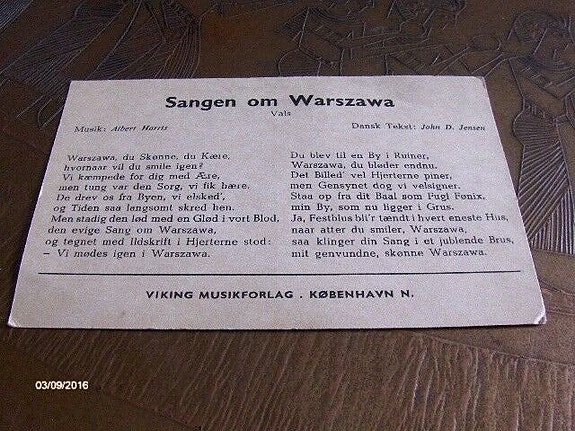 Sangen om Warszawa
Vals
Musik: Albert Harris
Dansk Tekst: John D. Jensen
Warszawa, du Skønne, du Kære,
hvornaar vil du smile igen?
Vi kæmpede for dig med Ære,
men tung var den Sorg, vi fik bære.
De drev os fra Byen, vi elsked',
og Tiden saa langsomt skred hen.
Men stadig den lød med en Glød i vort Blod,
den evige Sang om Warszawa,
og tegnet med Ildskrift i Hjerterne stod:
– Vi mødes igen i Warszawa.
Du blev til en By i Ruiner,
Warszawa, du bløder endnu.
Det Billed' vel Hjerterne piner,
men Gensynet dog vi velsigner.
Staa op fra dit Baal som Fugl Fønix,
min By, som nu ligger i Grus.
Ja, Festblus bli'r tændt i hvert eneste Hus,
naar atter du smiler, Warszawa,
saa klinger din Sang i et jublende Brus,
mit genvundne, skønne Warszawa.
VIKING MUSIKFORLAG . KØBENHAVN N.
03/09/2016